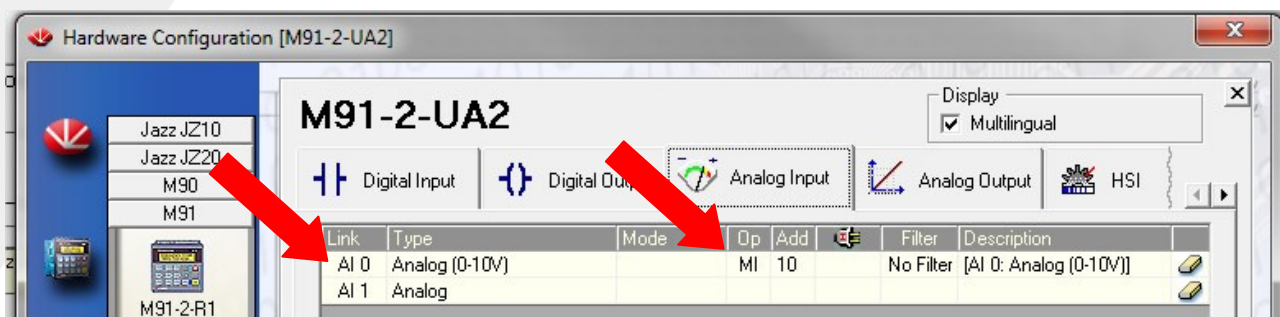 Hardware Configuration [M91-2-UA2]
x
M91-2-UA2
Display
Multilingual
x
Jazz JZ10
Jazz JZ20
M90
M91
M91-2-R1
Digital Input
Digital Outp
Analog Input
Analog Output
HSI
Link Type Mode Op Add Filter Description
AI 0 Analog (0-10V) MI 10 No Filter [AI 0: Analog (0-10V)]
AI 1 Analog